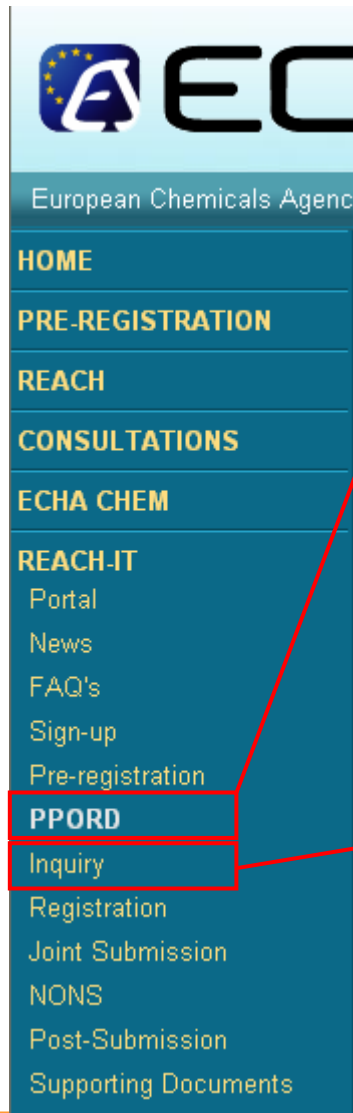 EC
European Chemicals Agenc
HOME
PRE-REGISTRATION
REACH
CONSULTATIONS
ECHA CHEM
REACH-IT
Portal
News
FAQ's
Sign-up
Pre-registration
PPORD
Inquiry
Registration
Joint Submission
NONS
Post-Submission
Supporting Documents